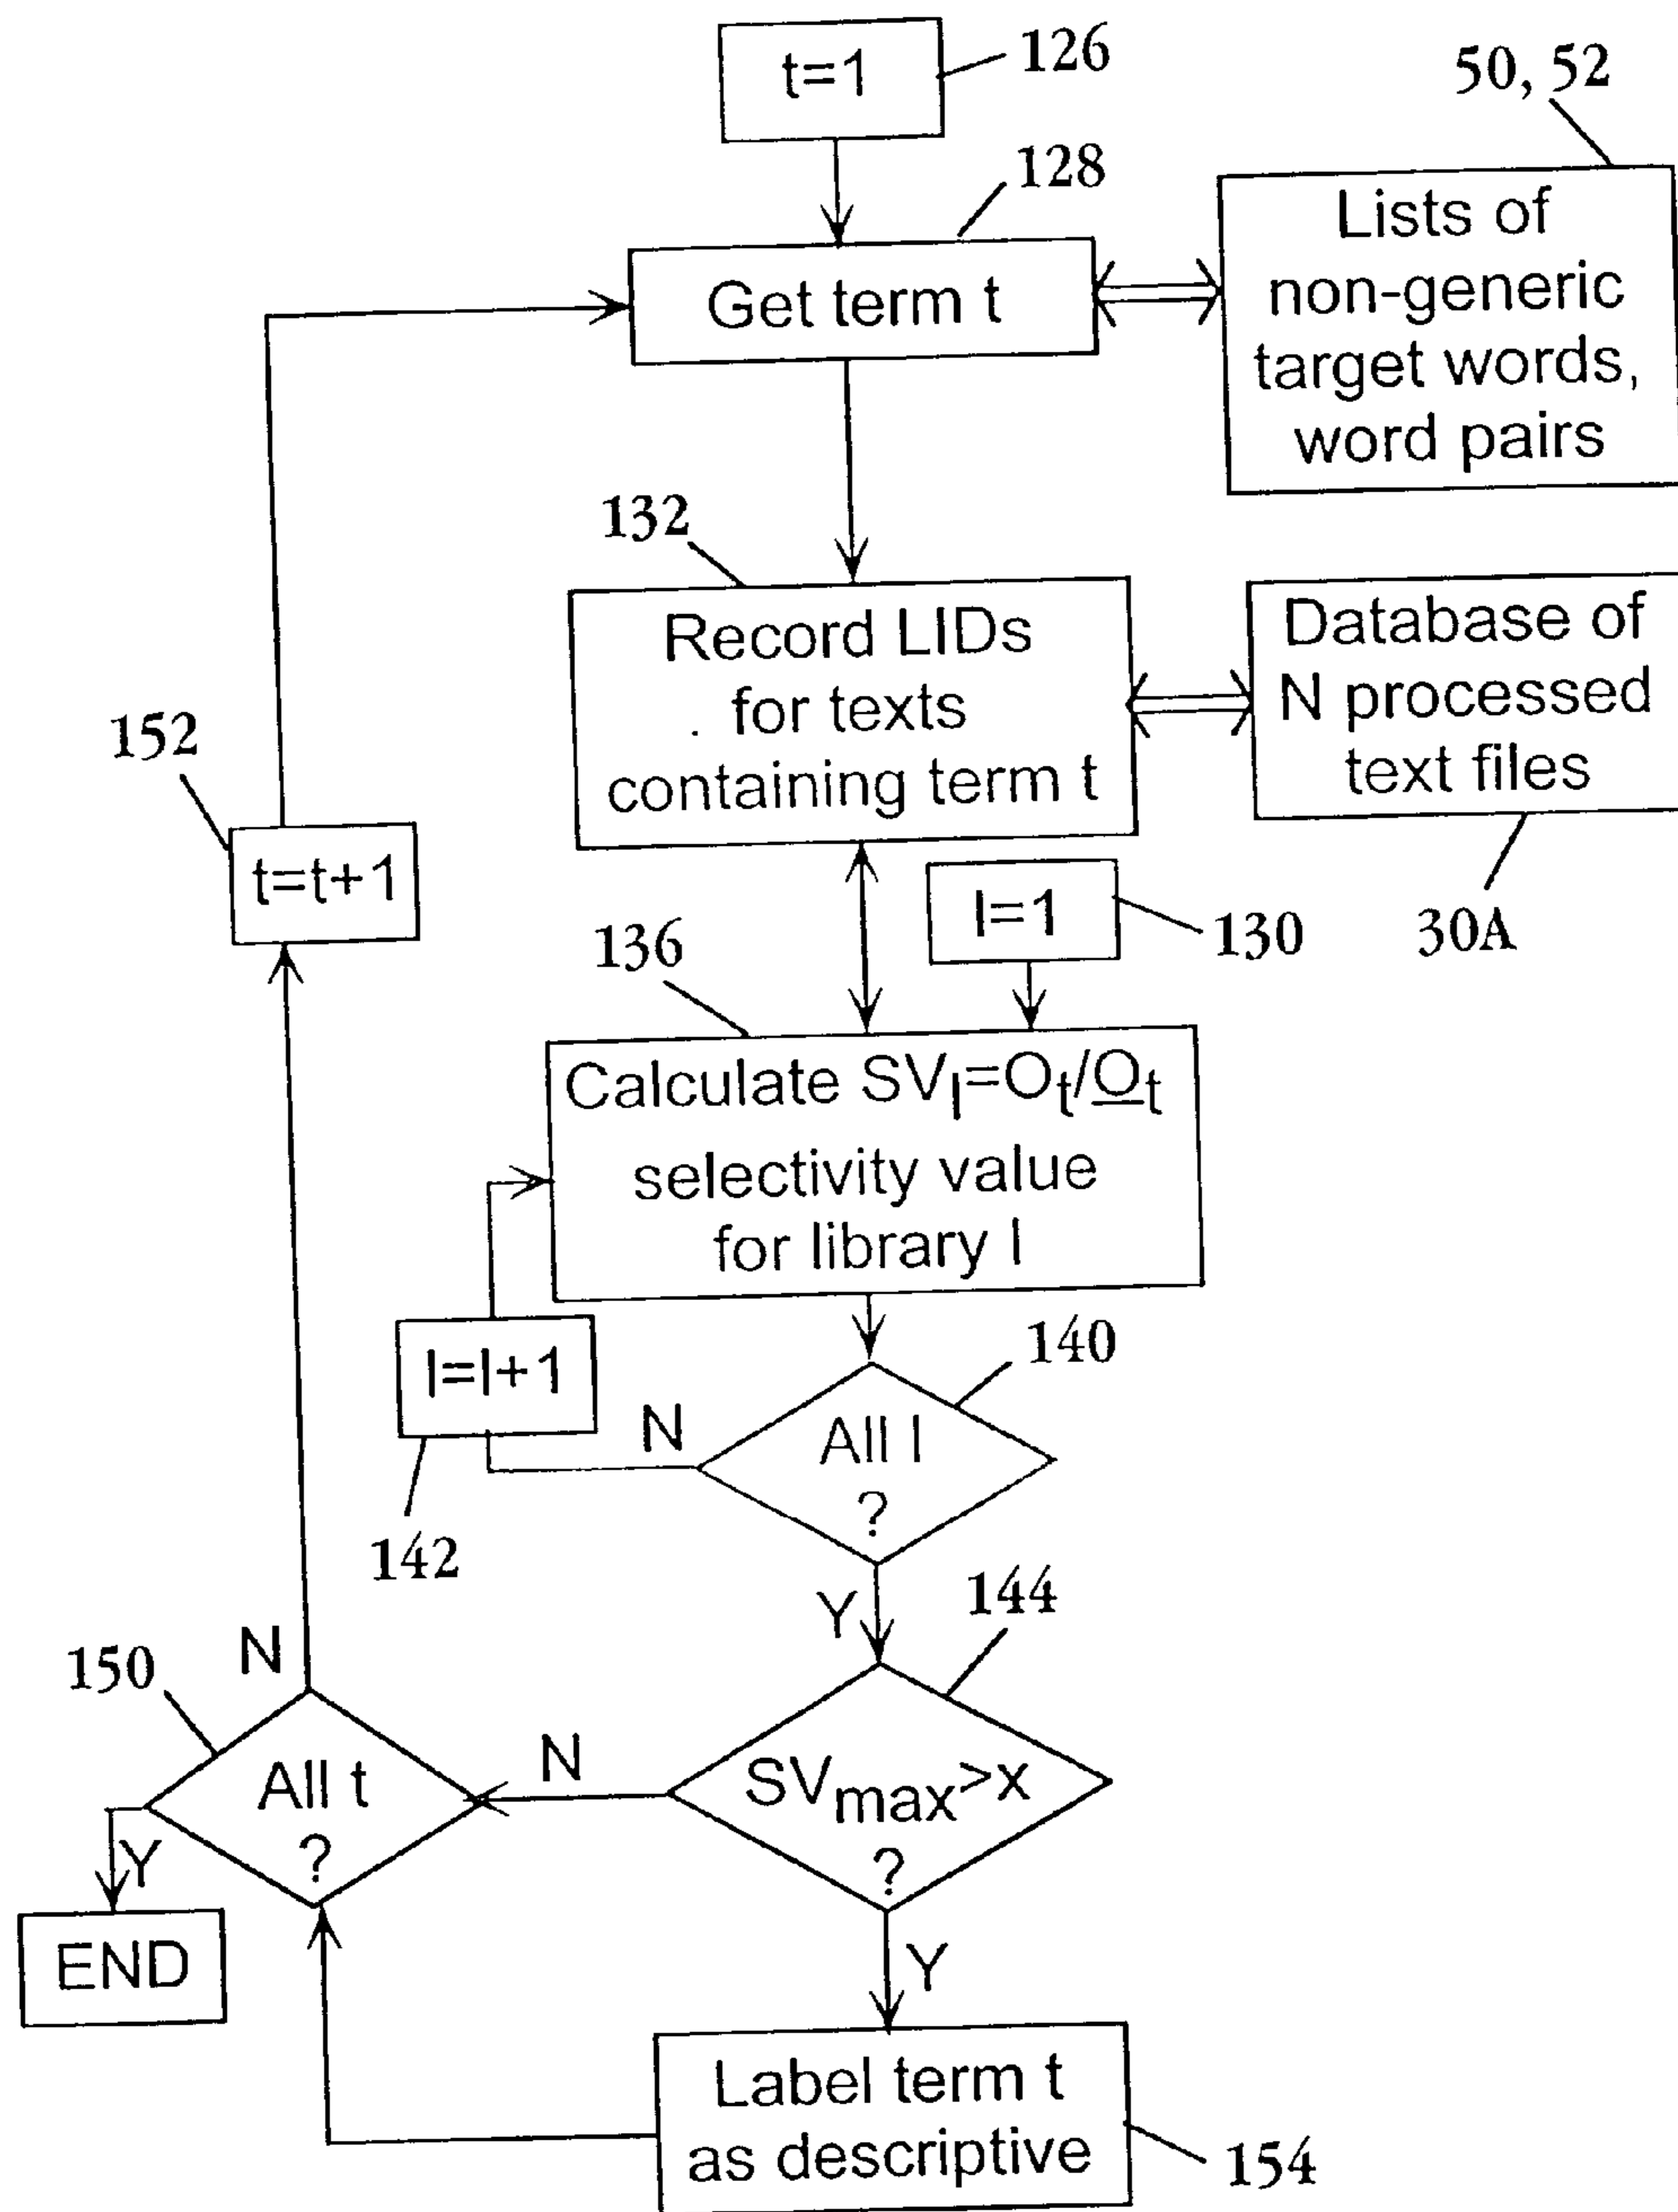 t=1
126
50, 52
128
Get term t
Lists of
non-generic
target words,
word pairs
132
Record LIDs
for texts
containing term t
Database of
N processed
text files
152
t=t+1
l=1
130
30A
136
Calculate SVl=Ot/Ot
selectivity value
for library l
l=l+1
140
N
All l
?
142
Y
144
150
N
N
All t
?
SVmax>x
?
Y
END
Y
Label term t
as descriptive
154